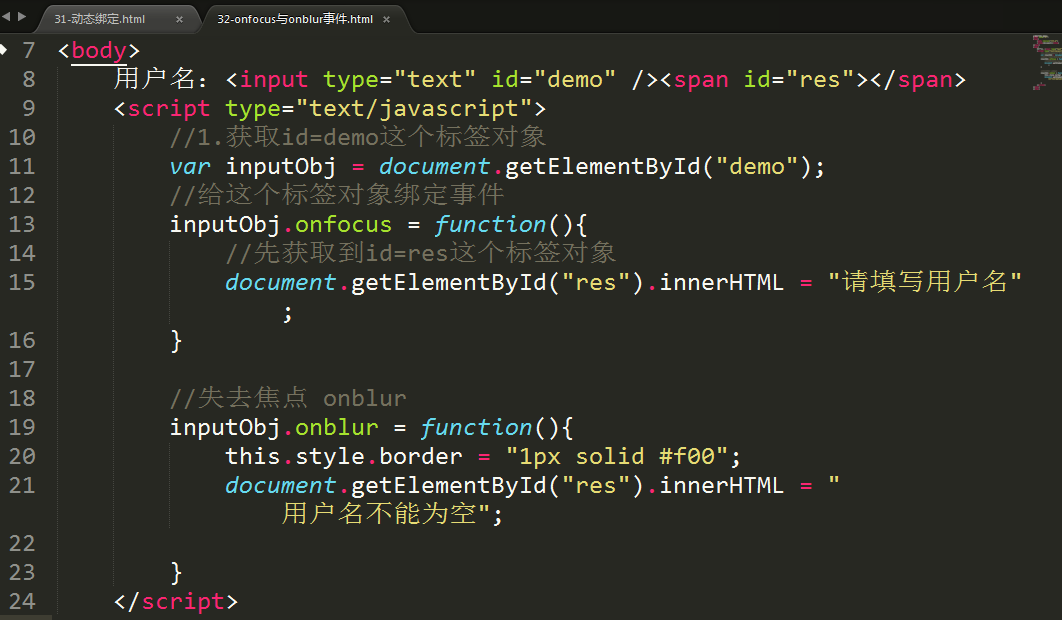 31-动态绑定.html × 32-onfocus与onblur事件.html ×
7 <body>
8 用户名：<input type="text" id="demo" /><span id="res"></span>
9 <script type="text/javascript">
10 //1.获取id=demo这个标签对象
11 var inputObj = document.getElementById("demo");
12 //给这个标签对象绑定事件
13 inputObj.onfocus = function(){
14 //先获取到id=res这个标签对象
15 document.getElementById("res").innerHTML = "请填写用户名"
;
16 }
17
18 //失去焦点 onblur
19 inputObj.onblur = function(){
20 this.style.border = "1px solid #f00";
21 document.getElementById("res").innerHTML = "
用户名不能为空";
22
23 }
24 </script>